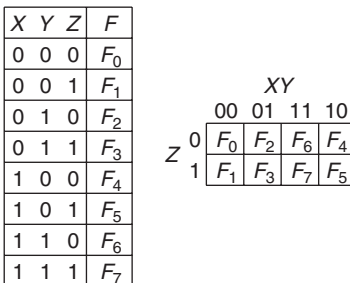 X Y Z F
0 0 0 F0
0 0 1 F1
0 1 0 F2
0 1 1 F3
1 0 0 F4
1 0 1 F5
1 1 0 F6
1 1 1 F7
XY
00 01 11 10
Z
0 F0 F2 F6 F4
1 F1 F3 F7 F5